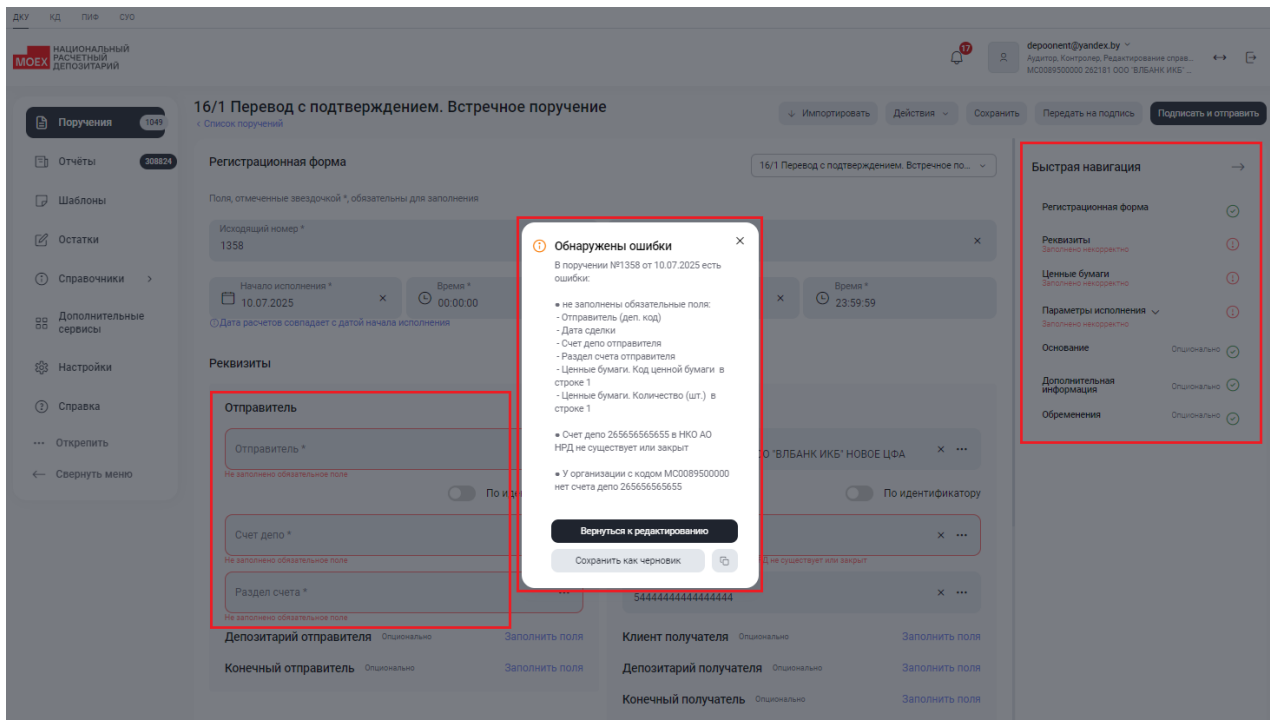 ДКУ КД ПИФ СУО
MOEX НАЦИОНАЛЬНЫЙ
РАСЧЕТНЫЙ
ДЕПОЗИТАРИЙ
17
depoonent@yandex.by
Аудитор, Контролер, Редактирование справ...
MC0089500000 262181 ООО "ВЛБАНК ИКБ" ...
Поручения 1049
Отчёты 308824
Шаблоны
Остатки
Справочники
Дополнительные
сервисы
Настройки
Справка
Открепить
Свернуть меню
16/1 Перевод с подтверждением. Встречное поручение
Список поручений
Импортировать Действия Сохранить Передать на подпись Подписать и отправить
Регистрационная форма
16/1 Перевод с подтверждением. Встречное по...
Поля, отмеченные звездочкой *, обязательны для заполнения
Исходящий номер *
1358
Начало исполнения *
10.07.2025
Время *
00:00:00
Время *
23:59:59
Дата расчетов совпадает с датой начала исполнения
Реквизиты
Отправитель
Отправитель *
Не заполнено обязательное поле
По иде
Счет депо *
Не заполнено обязательное поле
Раздел счета *
Не заполнено обязательное поле
Депозитарий отправителя Опционально Заполнить поля
Конечный отправитель Опционально Заполнить поля
О "ВЛБАНК ИКБ" НОВОЕ ЦФА
По идентификатору
РД не существует или закрыт
54444444444444444
Клиент получателя Опционально Заполнить поля
Депозитарий получателя Опционально Заполнить поля
Конечный получатель Опционально Заполнить поля
Обнаружены ошибки
В поручении №1358 от 10.07.2025 есть
ошибки:
● не заполнены обязательные поля:
- Отправитель (деп. код)
- Дата сделки
- Счет депо отправителя
- Раздел счета отправителя
- Ценные бумаги. Код ценной бумаги в
строке 1
- Ценные бумаги. Количество (шт.) в
строке 1
● Счет депо 265656565655 в НКО АО
НРД не существует или закрыт
● У организации с кодом MC0089500000
нет счета депо 265656565655
Вернуться к редактированию
Сохранить как черновик
Быстрая навигация
Регистрационная форма
Реквизиты
Заполнено некорректно
Ценные бумаги
Заполнено некорректно
Параметры исполнения
Заполнено некорректно
Основание Опционально
Дополнительная
информация Опционально
Обременения Опционально